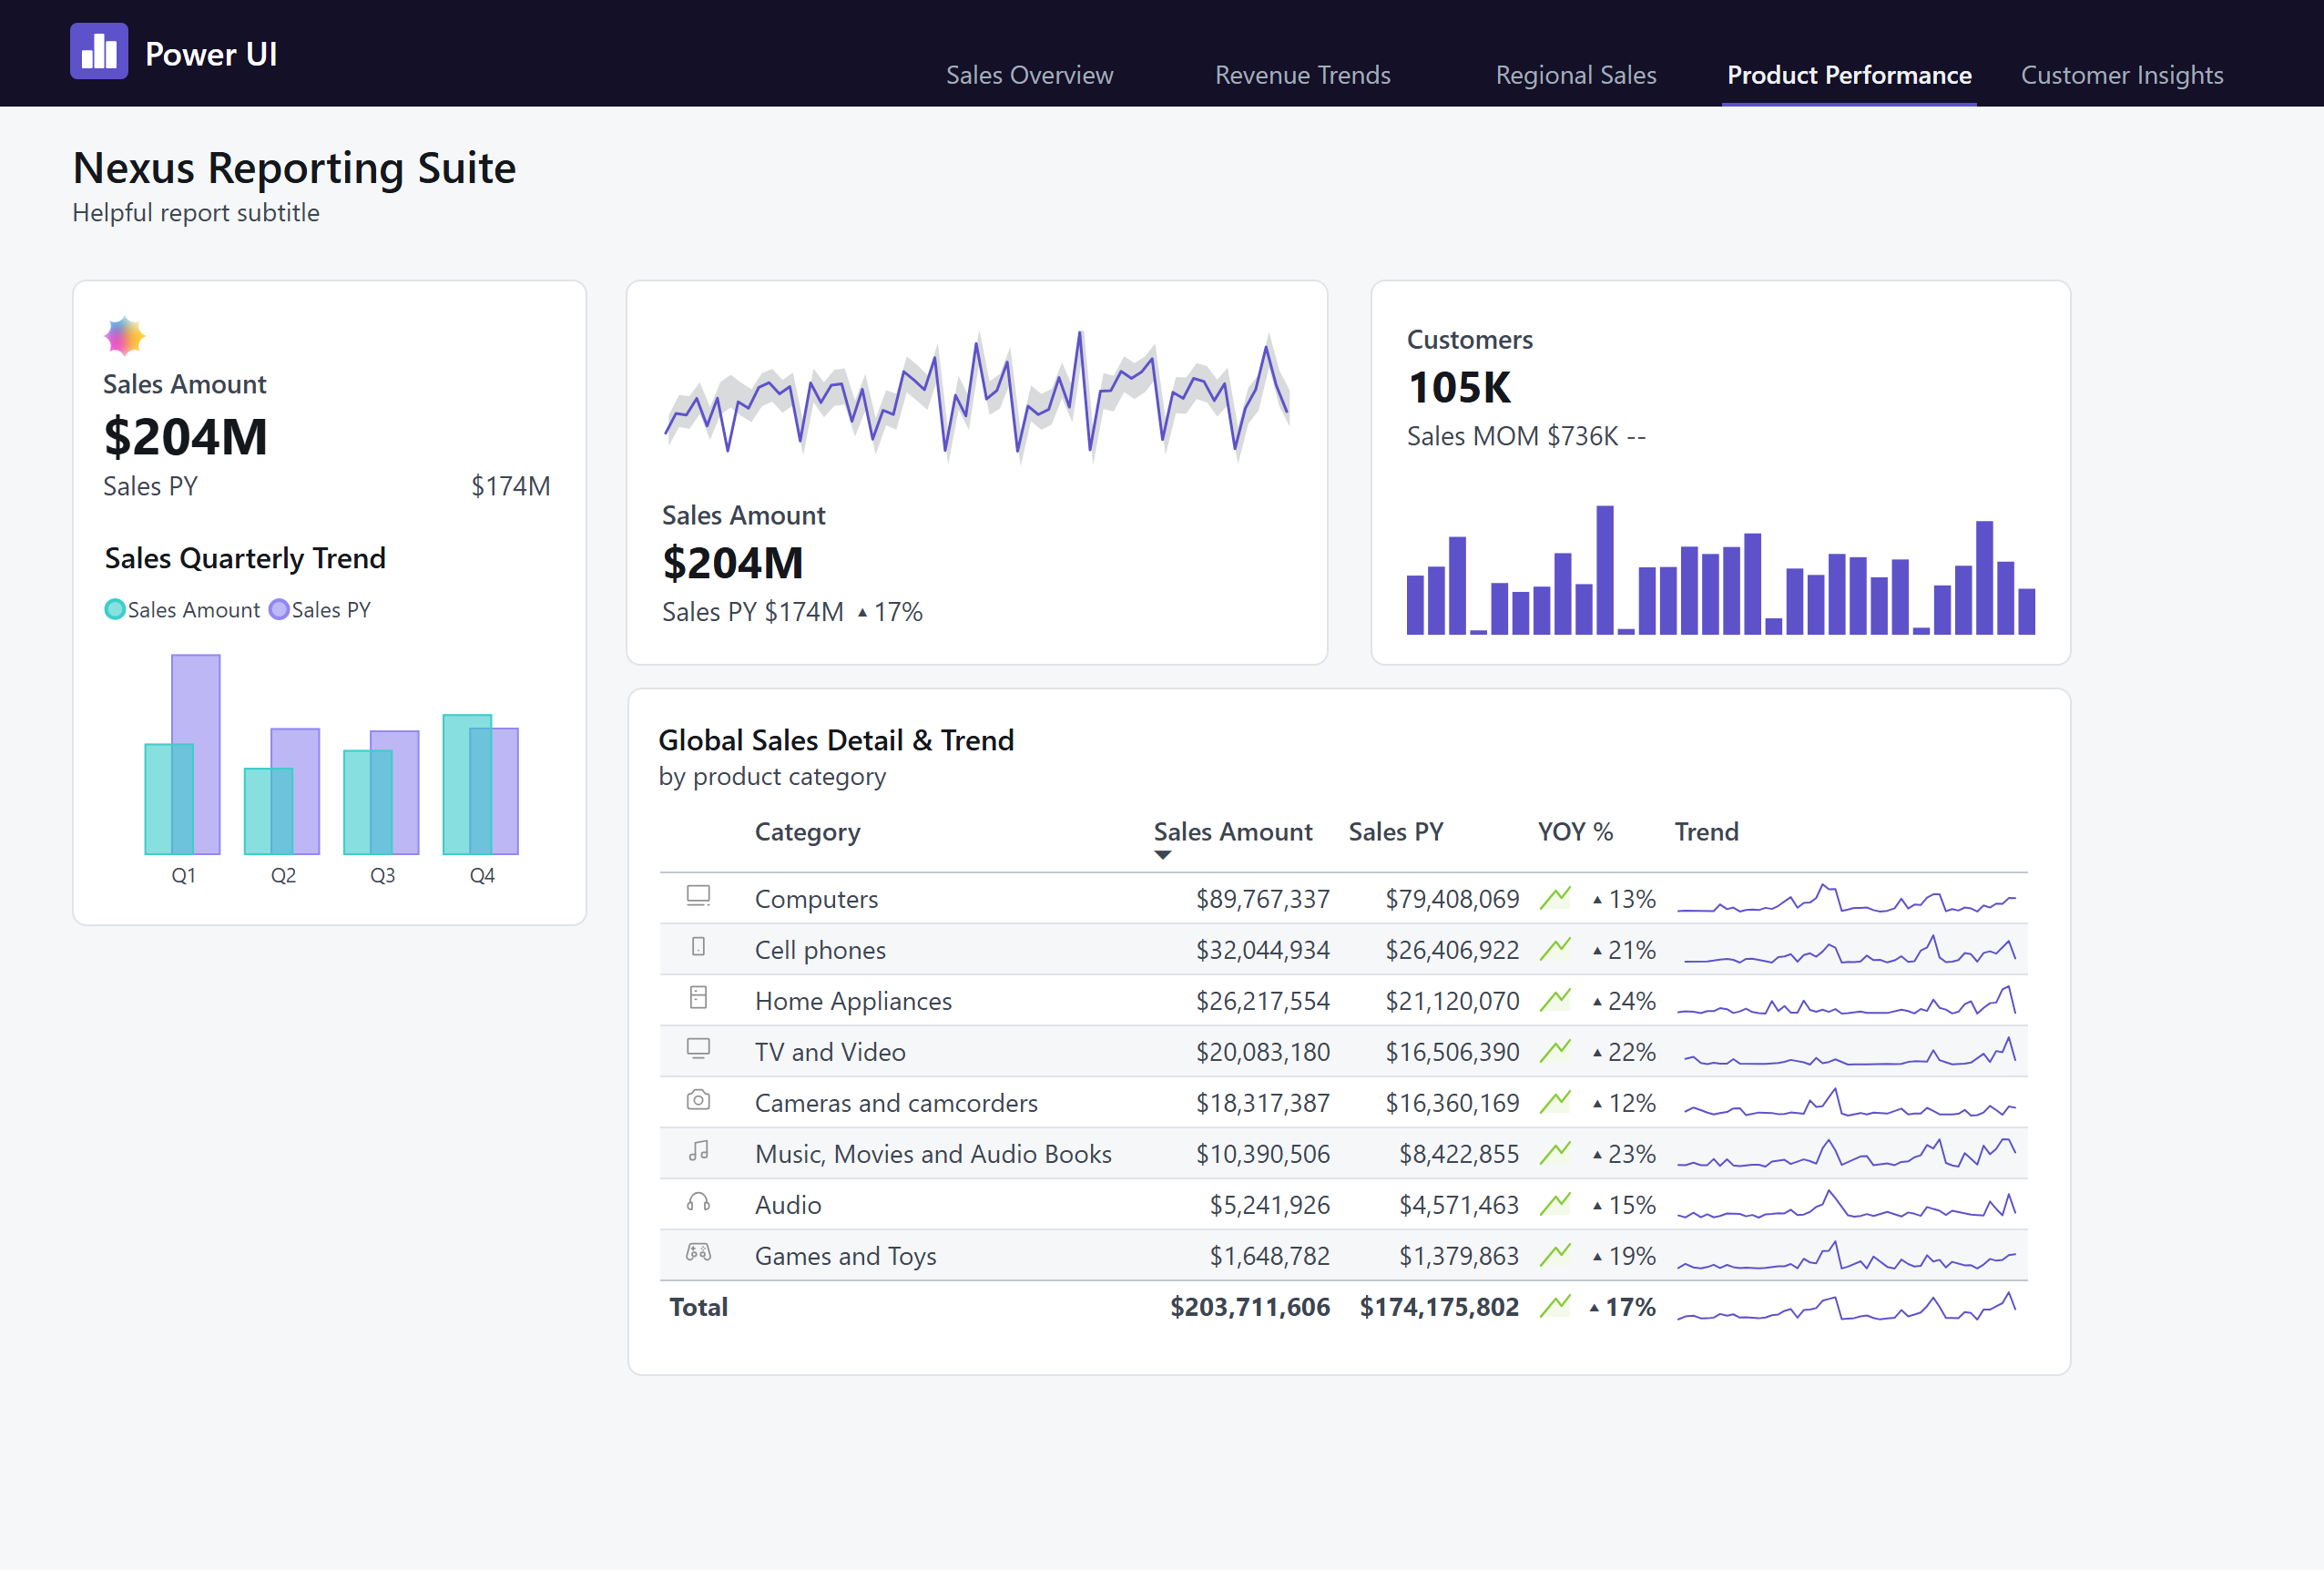 Power UI
Sales Overview
Revenue Trends
Regional Sales
Product Performance
Customer Insights
Nexus Reporting Suite
Helpful report subtitle
Sales Amount
$204M
Sales PY $174M
Sales Quarterly Trend
Sales Amount Sales PY
Q1 Q2 Q3 Q4
Sales Amount
$204M
Sales PY $174M ▲ 17%
Customers
105K
Sales MOM $736K --
Global Sales Detail & Trend
by product category
Category Sales Amount Sales PY YOY % Trend
Computers $89,767,337 $79,408,069 ▲ 13%
Cell phones $32,044,934 $26,406,922 ▲ 21%
Home Appliances $26,217,554 $21,120,070 ▲ 24%
TV and Video $20,083,180 $16,506,390 ▲ 22%
Cameras and camcorders $18,317,387 $16,360,169 ▲ 12%
Music, Movies and Audio Books $10,390,506 $8,422,855 ▲ 23%
Audio $5,241,926 $4,571,463 ▲ 15%
Games and Toys $1,648,782 $1,379,863 ▲ 19%
Total $203,711,606 $174,175,802 ▲ 17%